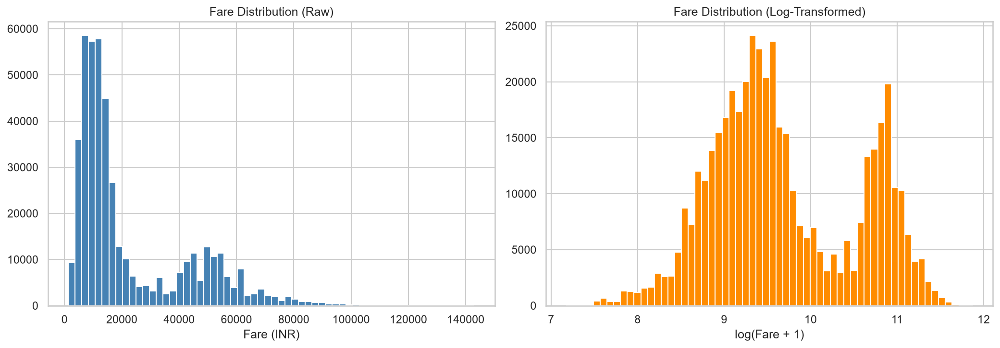 Fare Distribution (Raw)
60000
50000
40000
30000
20000
10000
0
0 20000 40000 60000 80000 100000 120000 140000
Fare (INR)
Fare Distribution (Log-Transformed)
25000
20000
15000
10000
5000
0
7 8 9 10 11 12
log(Fare + 1)